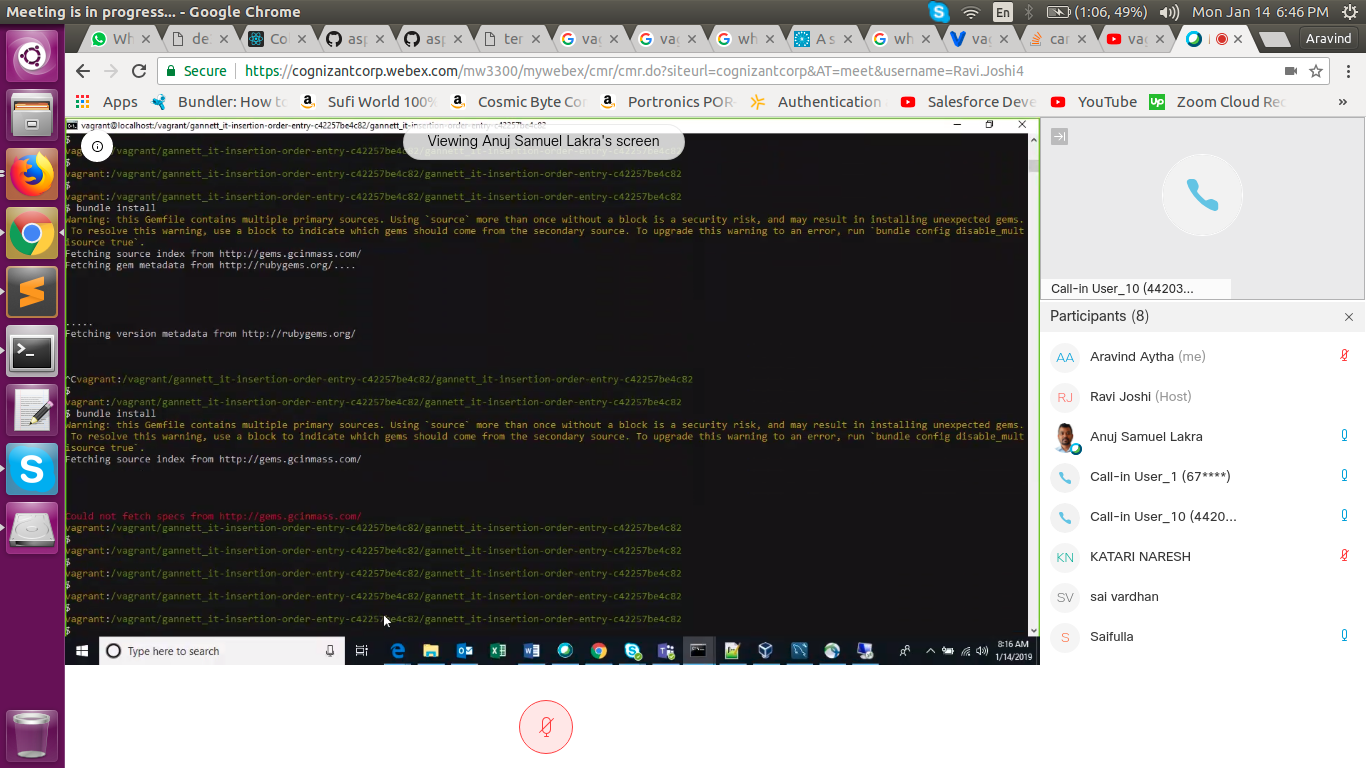 Meeting is in progress... - Google Chrome
En
(1:06, 49%)
Mon Jan 14 6:46 PM
Wh
de
Co
asp
asp
ter
vag
vag
wh
A s
wh
vag
can
vag
Aravind
Secure
https://cognizantcorp.webex.com/mw3300/mywebex/cmr/cmr.do?siteurl=cognizantcorp&AT=meet&username=Ravi.Joshi4
Apps
Bundler: How to
Sufi World 100%
Cosmic Byte Co
Portronics POR-
Authentication
Salesforce Deve
YouTube
Up
Zoom Cloud Rec
»
vagrant@localhost:/vagrant/gannett_it-insertion-order-entry-c42257be4c82/gannett_it-insertion-order-entry-c42257be4c82
Viewing Anuj Samuel Lakra's screen
$
vagrant:/vagrant/gannett_it-insertion-order-entry-c42257be4c82/gannett_it-insertion-order-entry-c42257be4c82
$
vagrant:/vagrant/gannett_it-insertion-order-entry-c42257be4c82/gannett_it-insertion-order-entry-c42257be4c82
$ bundle install
Warning: this Gemfile contains multiple primary sources. Using `source` more than once without a block is a security risk, and may result in installing unexpected gems.
To resolve this warning, use a block to indicate which gems should come from the secondary source. To upgrade this warning to an error, run `bundle config disable_mult
isource true`.
Fetching source index from http://gems.gcinmass.com/
Fetching gem metadata from http://rubygems.org/....
.....
Fetching version metadata from http://rubygems.org/
^Cvagrant:/vagrant/gannett_it-insertion-order-entry-c42257be4c82/gannett_it-insertion-order-entry-c42257be4c82
$
vagrant:/vagrant/gannett_it-insertion-order-entry-c42257be4c82/gannett_it-insertion-order-entry-c42257be4c82
$ bundle install
Warning: this Gemfile contains multiple primary sources. Using `source` more than once without a block is a security risk, and may result in installing unexpected gems.
To resolve this warning, use a block to indicate which gems should come from the secondary source. To upgrade this warning to an error, run `bundle config disable_mult
isource true`.
Fetching source index from http://gems.gcinmass.com/
Could not fetch specs from http://gems.gcinmass.com/
vagrant:/vagrant/gannett_it-insertion-order-entry-c42257be4c82/gannett_it-insertion-order-entry-c42257be4c82
$
vagrant:/vagrant/gannett_it-insertion-order-entry-c42257be4c82/gannett_it-insertion-order-entry-c42257be4c82
$
vagrant:/vagrant/gannett_it-insertion-order-entry-c42257be4c82/gannett_it-insertion-order-entry-c42257be4c82
$
vagrant:/vagrant/gannett_it-insertion-order-entry-c42257be4c82/gannett_it-insertion-order-entry-c42257be4c82
$
vagrant:/vagrant/gannett_it-insertion-order-entry-c42257be4c82/gannett_it-insertion-order-entry-c42257be4c82
$
Type here to search
8:16 AM
1/14/2019
Call-in User_10 (44203...
Participants (8)
AA Aravind Aytha (me)
RJ Ravi Joshi (Host)
Anuj Samuel Lakra
Call-in User_1 (67****)
Call-in User_10 (4420...
KN KATARI NARESH
SV sai vardhan
S Saifulla